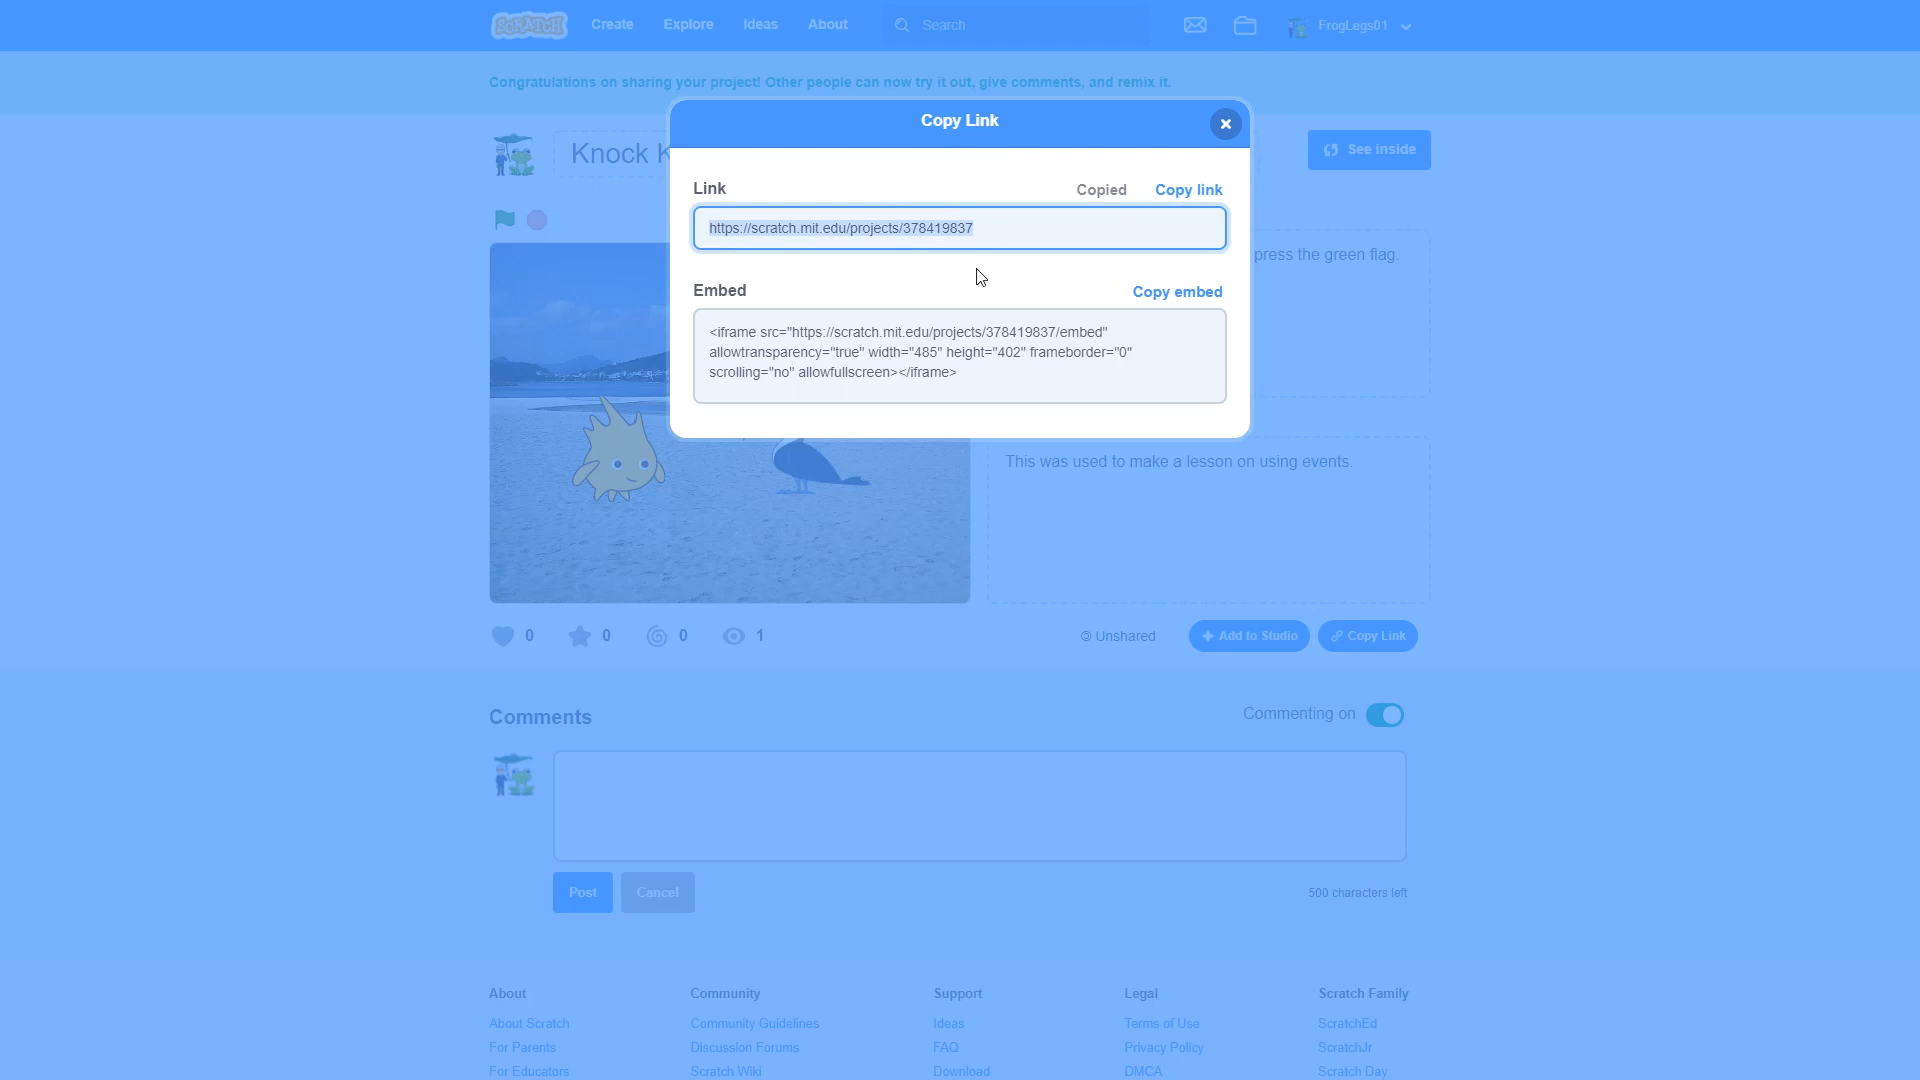 SCRATCH
Create
Explore
Ideas
About
Search
FrogLegs01
Congratulations on sharing your project! Other people can now try it out, give comments, and remix it.
Copy Link
Knock
See inside
Link
Copied
Copy link
https://scratch.mit.edu/projects/378419837
press the green flag.
Embed
Copy embed
<iframe src="https://scratch.mit.edu/projects/378419837/embed"
allowtransparency="true" width="485" height="402" frameborder="0"
scrolling="no" allowfullscreen></iframe>
This was used to make a lesson on using events.
0
0
0
1
Unshared
Add to Studio
Copy Link
Comments
Commenting on
Post
Cancel
500 characters left
About
Community
Support
Legal
Scratch Family
About Scratch
Community Guidelines
Ideas
Terms of Use
ScratchEd
For Parents
Discussion Forums
FAQ
Privacy Policy
ScratchJr
For Educators
Scratch Wiki
Download
DMCA
Scratch Day